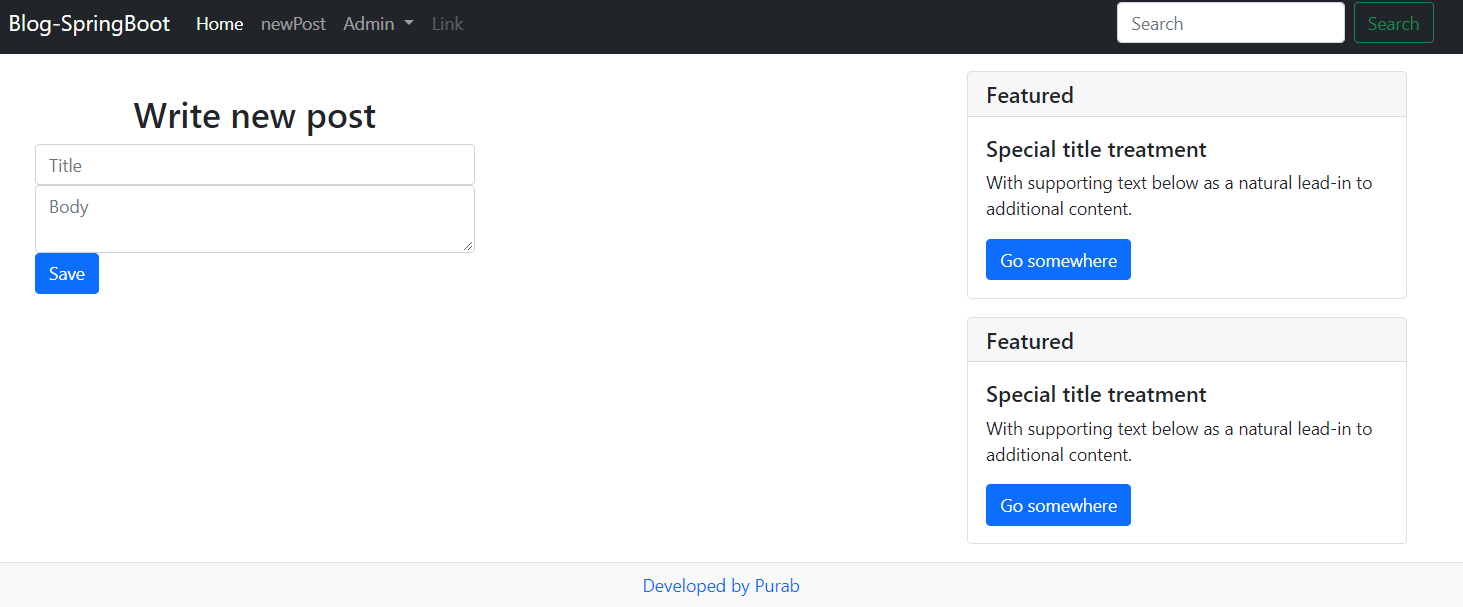 Blog-SpringBoot Home newPost Admin Link Search Search
Write new post
Title
Body
Save
Featured
Special title treatment
With supporting text below as a natural lead-in to
additional content.
Go somewhere
Featured
Special title treatment
With supporting text below as a natural lead-in to
additional content.
Go somewhere
Developed by Purab